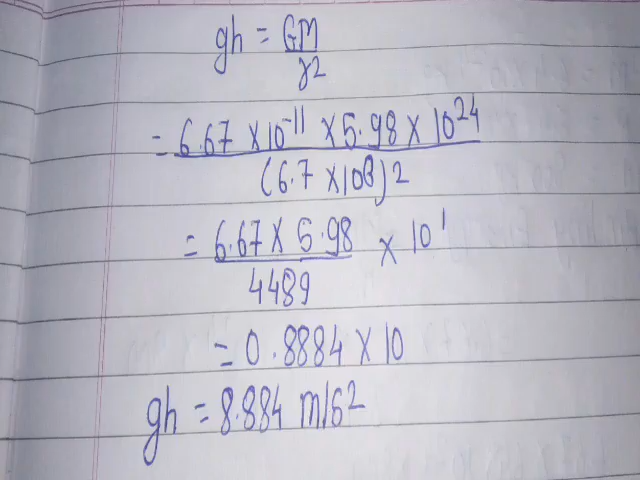 gh = GM / r2
= 6.67 × 10⁻¹¹ × 5.98 × 10²⁴ / (6.7 × 106)2
= 6.67 × 5.98 / 4489 × 10¹
= 0.8884 × 10
gh = 8.884 m/s2